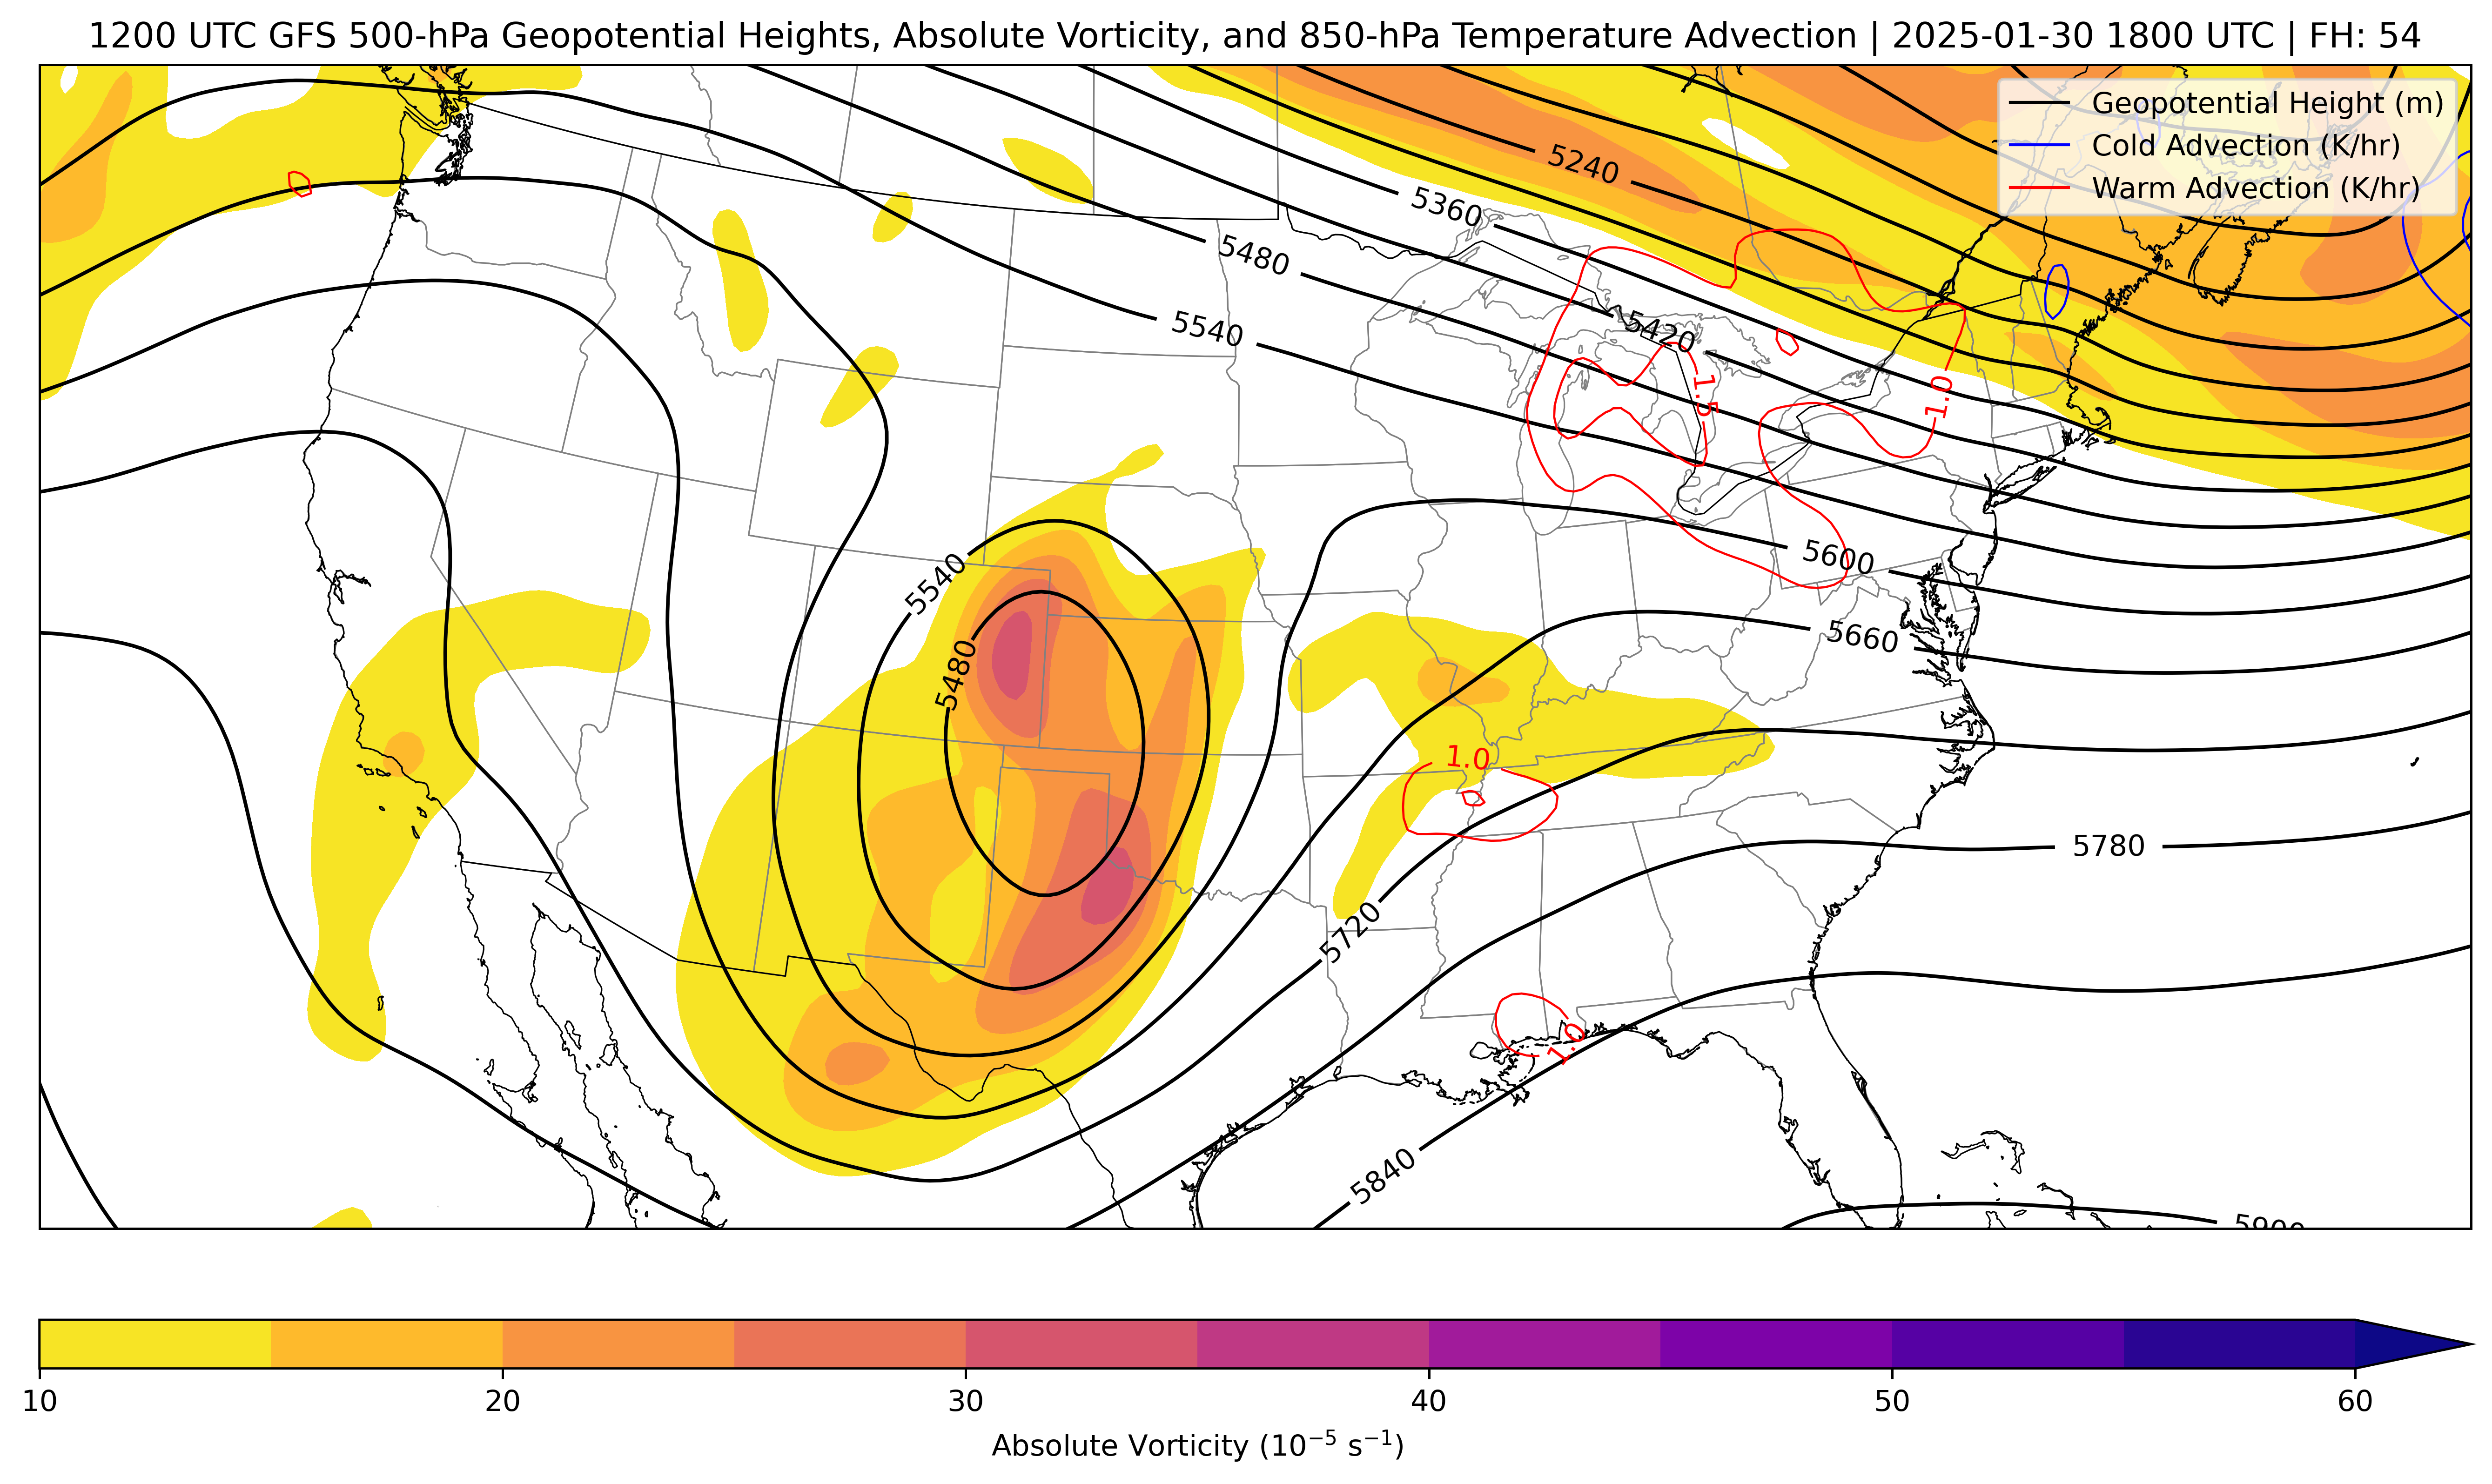 1200 UTC GFS 500-hPa Geopotential Heights, Absolute Vorticity, and 850-hPa Temperature Advection | 2025-01-30 1800 UTC | FH: 54
Geopotential Height (m)
Cold Advection (K/hr)
Warm Advection (K/hr)
5240
5360
5480
5540
5420
1.5
1.0
5600
5540
5660
5480
1.0
5780
5720
1.0
5840
5900
10 20 30 40 50 60
Absolute Vorticity (10⁻⁵ s⁻¹)